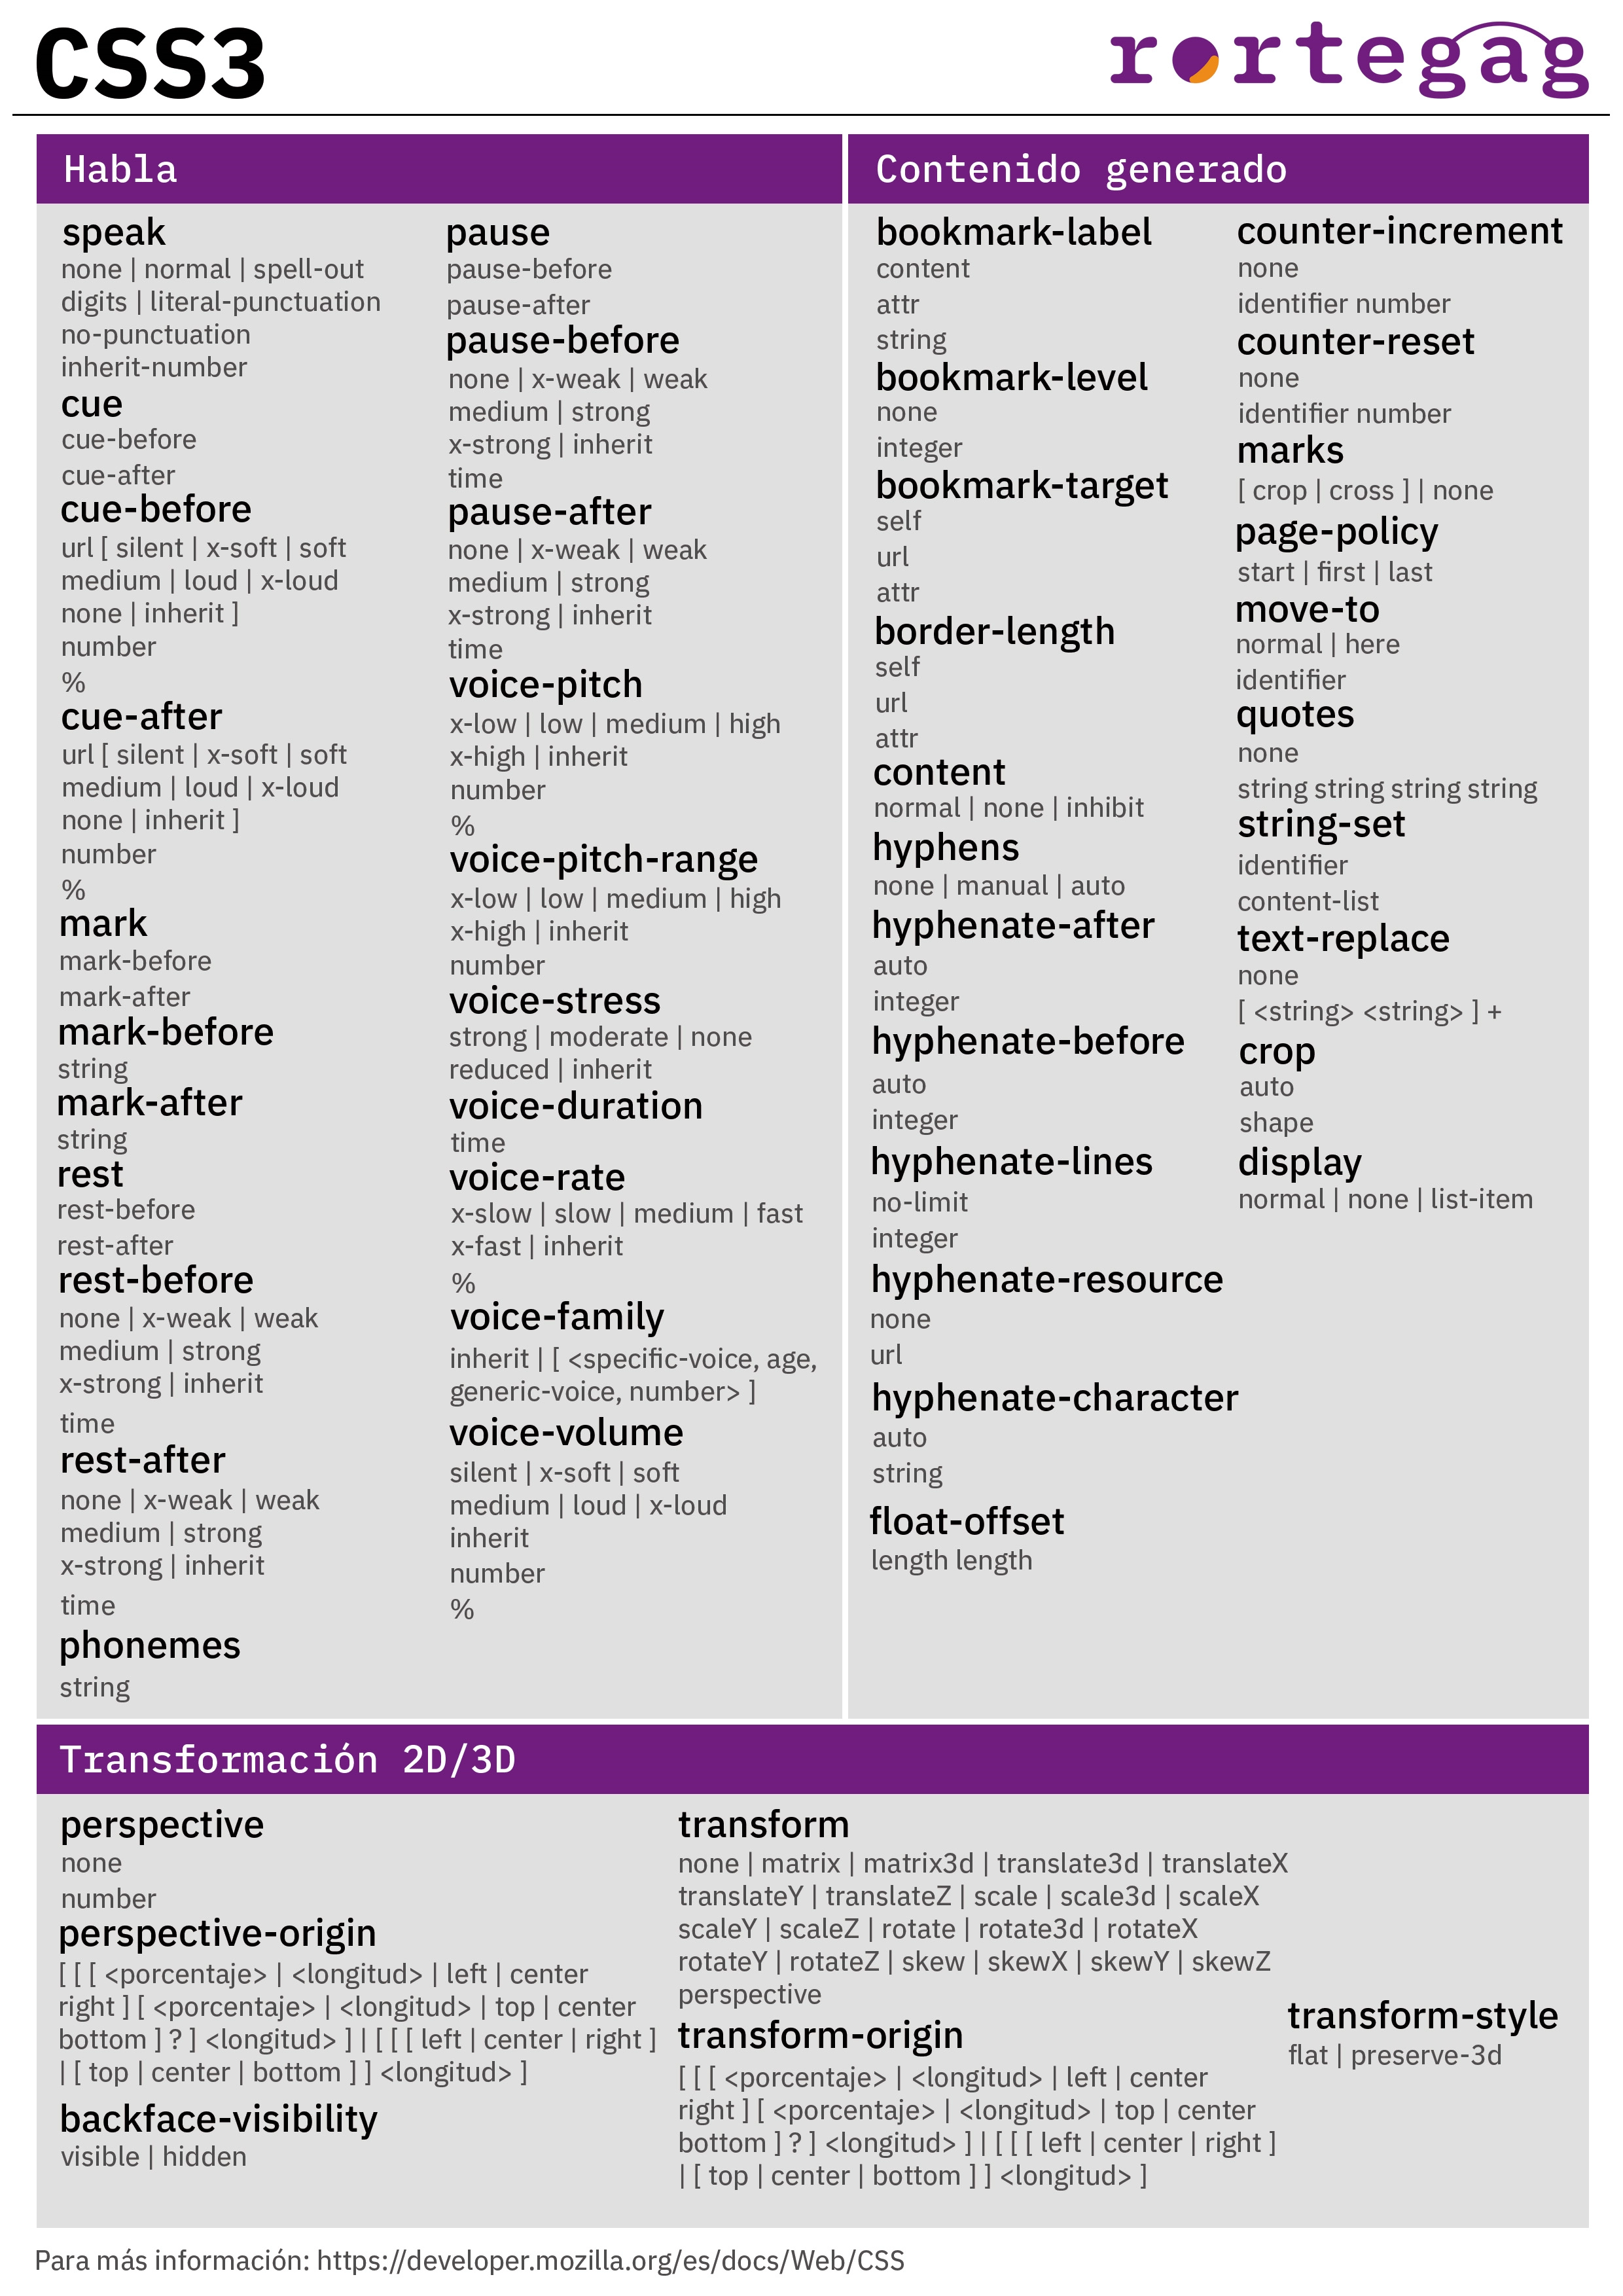 CSS3
rortegag
Habla
speak
none | normal | spell-out
digits | literal-punctuation
no-punctuation
inherit-number
cue
cue-before
cue-after
cue-before
url [ silent | x-soft | soft
medium | loud | x-loud
none | inherit ]
number
%
cue-after
url [ silent | x-soft | soft
medium | loud | x-loud
none | inherit ]
number
%
mark
mark-before
mark-after
mark-before
string
mark-after
string
rest
rest-before
rest-after
rest-before
none | x-weak | weak
medium | strong
x-strong | inherit
time
rest-after
none | x-weak | weak
medium | strong
x-strong | inherit
time
phonemes
string
pause
pause-before
pause-after
pause-before
none | x-weak | weak
medium | strong
x-strong | inherit
time
pause-after
none | x-weak | weak
medium | strong
x-strong | inherit
time
voice-pitch
x-low | low | medium | high
x-high | inherit
number
%
voice-pitch-range
x-low | low | medium | high
x-high | inherit
number
voice-stress
strong | moderate | none
reduced | inherit
voice-duration
time
voice-rate
x-slow | slow | medium | fast
x-fast | inherit
%
voice-family
inherit | [ <specific-voice, age,
generic-voice, number> ]
voice-volume
silent | x-soft | soft
medium | loud | x-loud
inherit
number
%
Contenido generado
bookmark-label
content
attr
string
bookmark-level
none
integer
bookmark-target
self
url
attr
border-length
self
url
attr
content
normal | none | inhibit
hyphens
none | manual | auto
hyphenate-after
auto
integer
hyphenate-before
auto
integer
hyphenate-lines
no-limit
integer
hyphenate-resource
none
url
hyphenate-character
auto
string
float-offset
length length
counter-increment
none
identifier number
counter-reset
none
identifier number
marks
[ crop | cross ] | none
page-policy
start | first | last
move-to
normal | here
identifier
quotes
none
string string string string
string-set
identifier
content-list
text-replace
none
[ <string> <string> ] +
crop
auto
shape
display
normal | none | list-item
Transformación 2D/3D
perspective
none
number
perspective-origin
[ [ [ <porcentaje> | <longitud> | left | center
right ] [ <porcentaje> | <longitud> | top | center
bottom ] ? ] <longitud> ] | [ [ [ left | center | right ]
| [ top | center | bottom ] ] <longitud> ]
backface-visibility
visible | hidden
transform
none | matrix | matrix3d | translate3d | translateX
translateY | translateZ | scale | scale3d | scaleX
scaleY | scaleZ | rotate | rotate3d | rotateX
rotateY | rotateZ | skew | skewX | skewY | skewZ
perspective
transform-origin
[ [ [ <porcentaje> | <longitud> | left | center
right ] [ <porcentaje> | <longitud> | top | center
bottom ] ? ] <longitud> ] | [ [ [ left | center | right ]
| [ top | center | bottom ] ] <longitud> ]
transform-style
flat | preserve-3d
Para más información: https://developer.mozilla.org/es/docs/Web/CSS